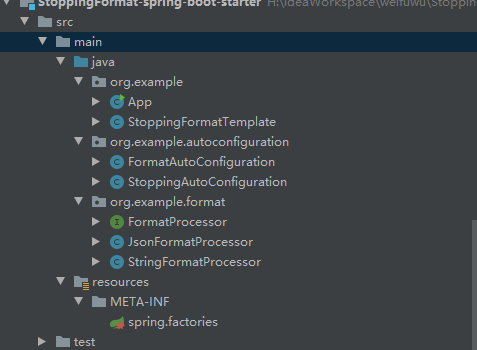 StoppingFormat-spring-boot-starter H:\IdeaWorkspace\weifuwu\Stopping
src
main
java
org.example
App
StoppingFormatTemplate
org.example.autoconfiguration
FormatAutoConfiguration
StoppingAutoConfiguration
org.example.format
FormatProcessor
JsonFormatProcessor
StringFormatProcessor
resources
META-INF
spring.factories
test